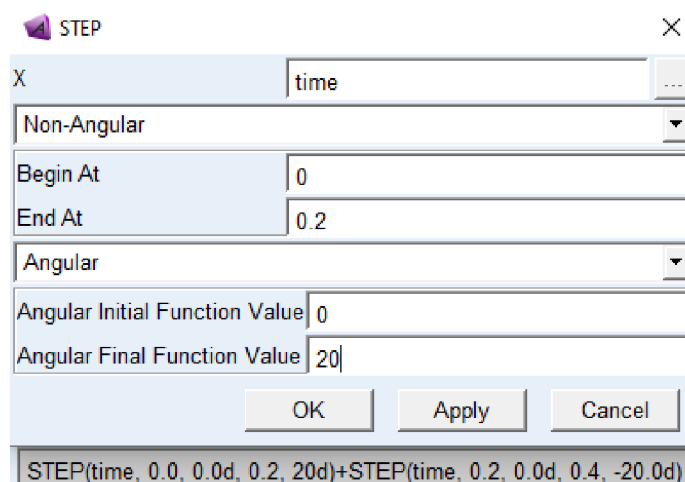 STEP
X time ...
Non-Angular
Begin At 0
End At 0.2
Angular
Angular Initial Function Value 0
Angular Final Function Value 20
OK Apply Cancel
STEP(time, 0.0, 0.0d, 0.2, 20d)+STEP(time, 0.2, 0.0d, 0.4, -20.0d)